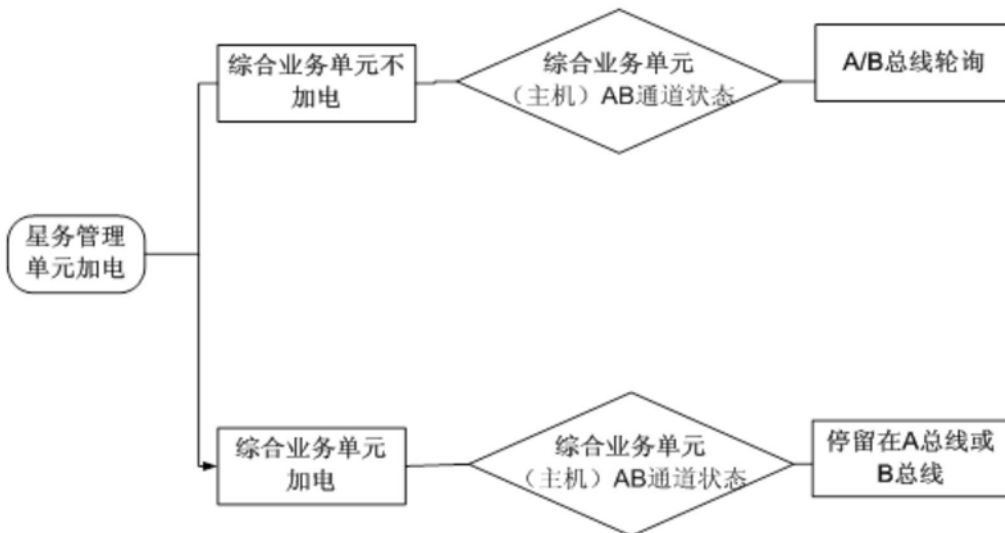 综合业务单元不
加电
综合业务单元
（主机）AB通道状态
A/B总线轮询
星务管理
单元加电
综合业务单元
加电
综合业务单元
（主机）AB通道状态
停留在A总线或
B总线